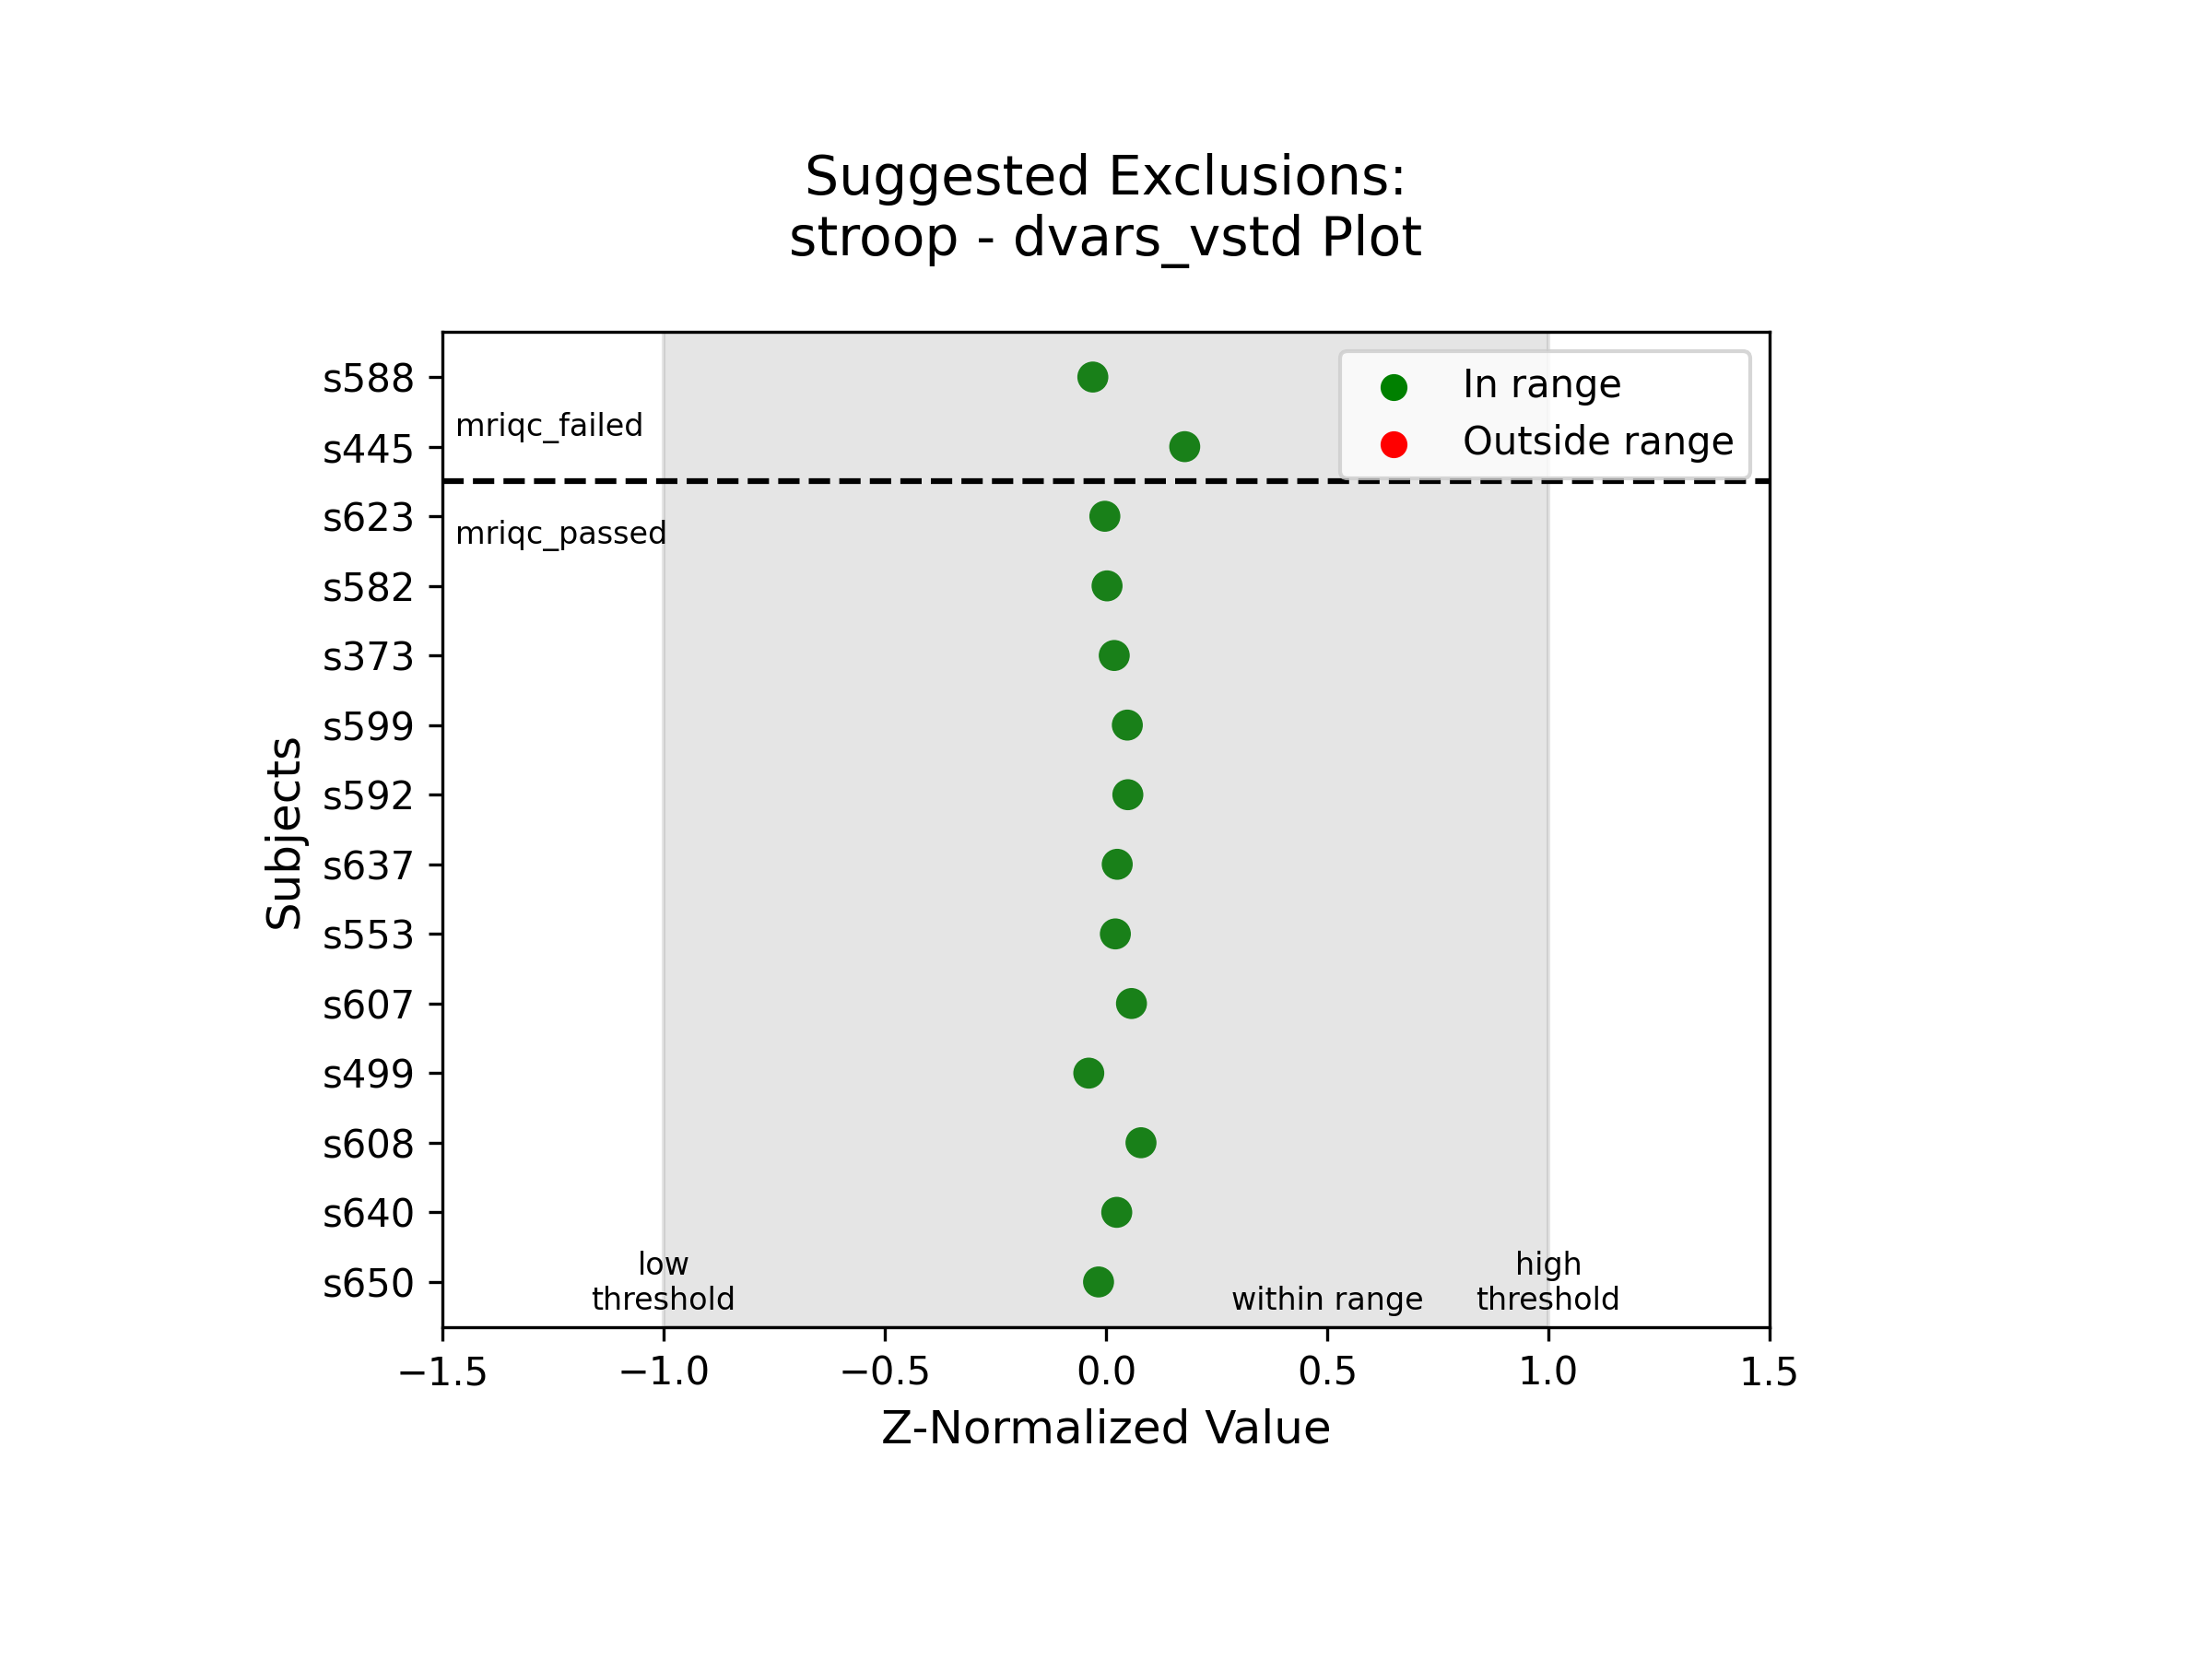 Suggested Exclusions:
stroop - dvars_vstd Plot
In range
Outside range
mriqc_failed
mriqc_passed
Subjects
s588
s445
s623
s582
s373
s599
s592
s637
s553
s607
s499
s608
s640
s650
low
threshold
within range
high
threshold
−1.5
−1.0
−0.5
0.0
0.5
1.0
1.5
Z-Normalized Value